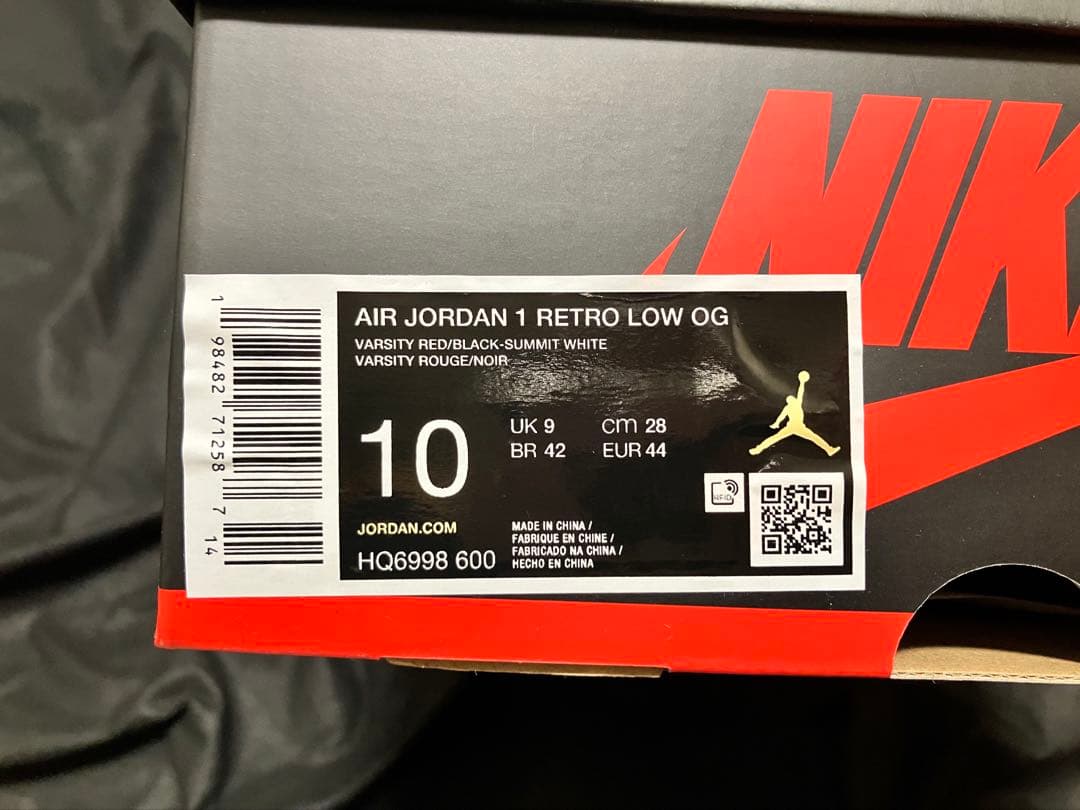 NIK
AIR JORDAN 1 RETRO LOW OG
VARSITY RED/BLACK-SUMMIT WHITE
VARSITY ROUGE/NOIR
10
UK 9 cm 28
BR 42 EUR 44
RFID
JORDAN.COM
HQ6998 600
MADE IN CHINA /
FABRIQUE EN CHINE /
FABRICADO NA CHINA /
HECHO EN CHINA
1 98482 71258 7 14